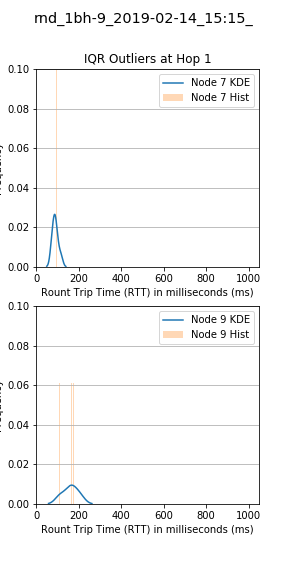 rnd_1bh-9_2019-02-14_15:15_
IQR Outliers at Hop 1
0.10
0.08
0.06
0.04
0.02
0.00
Node 7 KDE
Node 7 Hist
0 200 400 600 800 1000
Rount Trip Time (RTT) in milliseconds (ms)
0.10
0.08
0.06
0.04
0.02
0.00
Node 9 KDE
Node 9 Hist
0 200 400 600 800 1000
Rount Trip Time (RTT) in milliseconds (ms)